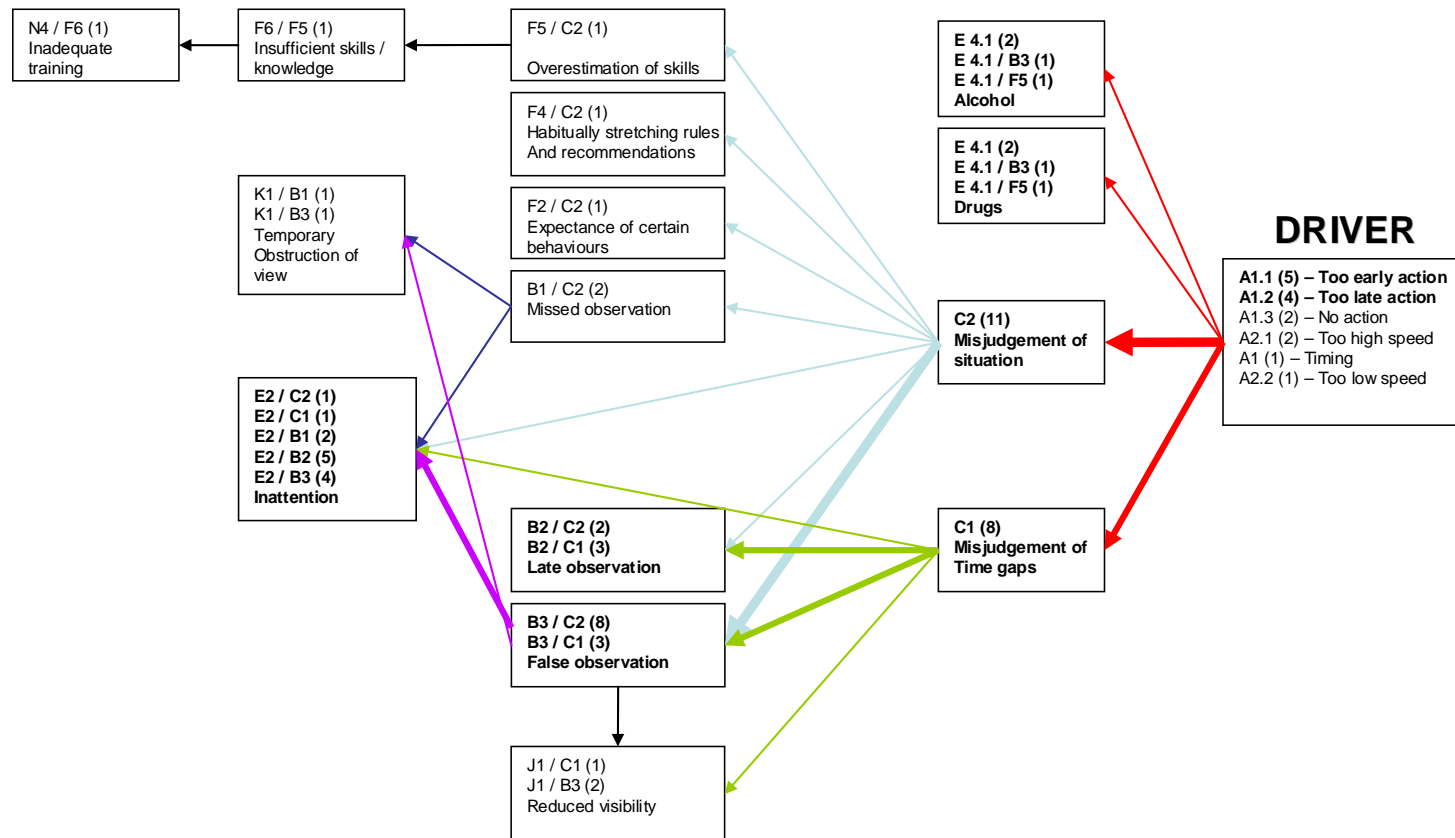 N4 / F6 (1)
Inadequate
training
F6 / F5 (1)
Insufficient skills /
knowledge
F5 / C2 (1)
Overestimation of skills
E 4.1 (2)
E 4.1 / B3 (1)
E 4.1 / F5 (1)
Alcohol
F4 / C2 (1)
Habitually stretching rules
And recommendations
E 4.1 (2)
E 4.1 / B3 (1)
E 4.1 / F5 (1)
Drugs
K1 / B1 (1)
K1 / B3 (1)
Temporary
Obstruction of
view
F2 / C2 (1)
Expectance of certain
behaviours
DRIVER
A1.1 (5) – Too early action
A1.2 (4) – Too late action
A1.3 (2) – No action
A2.1 (2) – Too high speed
A1 (1) – Timing
A2.2 (1) – Too low speed
B1 / C2 (2)
Missed observation
C2 (11)
Misjudgement of
situation
E2 / C2 (1)
E2 / C1 (1)
E2 / B1 (2)
E2 / B2 (5)
E2 / B3 (4)
Inattention
B2 / C2 (2)
B2 / C1 (3)
Late observation
C1 (8)
Misjudgement of
Time gaps
B3 / C2 (8)
B3 / C1 (3)
False observation
J1 / C1 (1)
J1 / B3 (2)
Reduced visibility